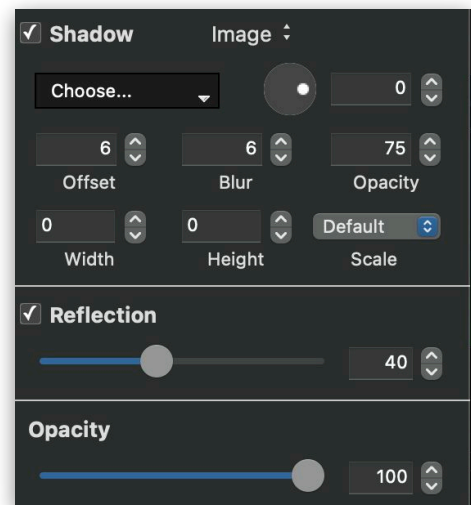 Shadow Image
Choose... 0
6 6 75
Offset Blur Opacity
0 0 Default
Width Height Scale
Reflection
40
Opacity
100